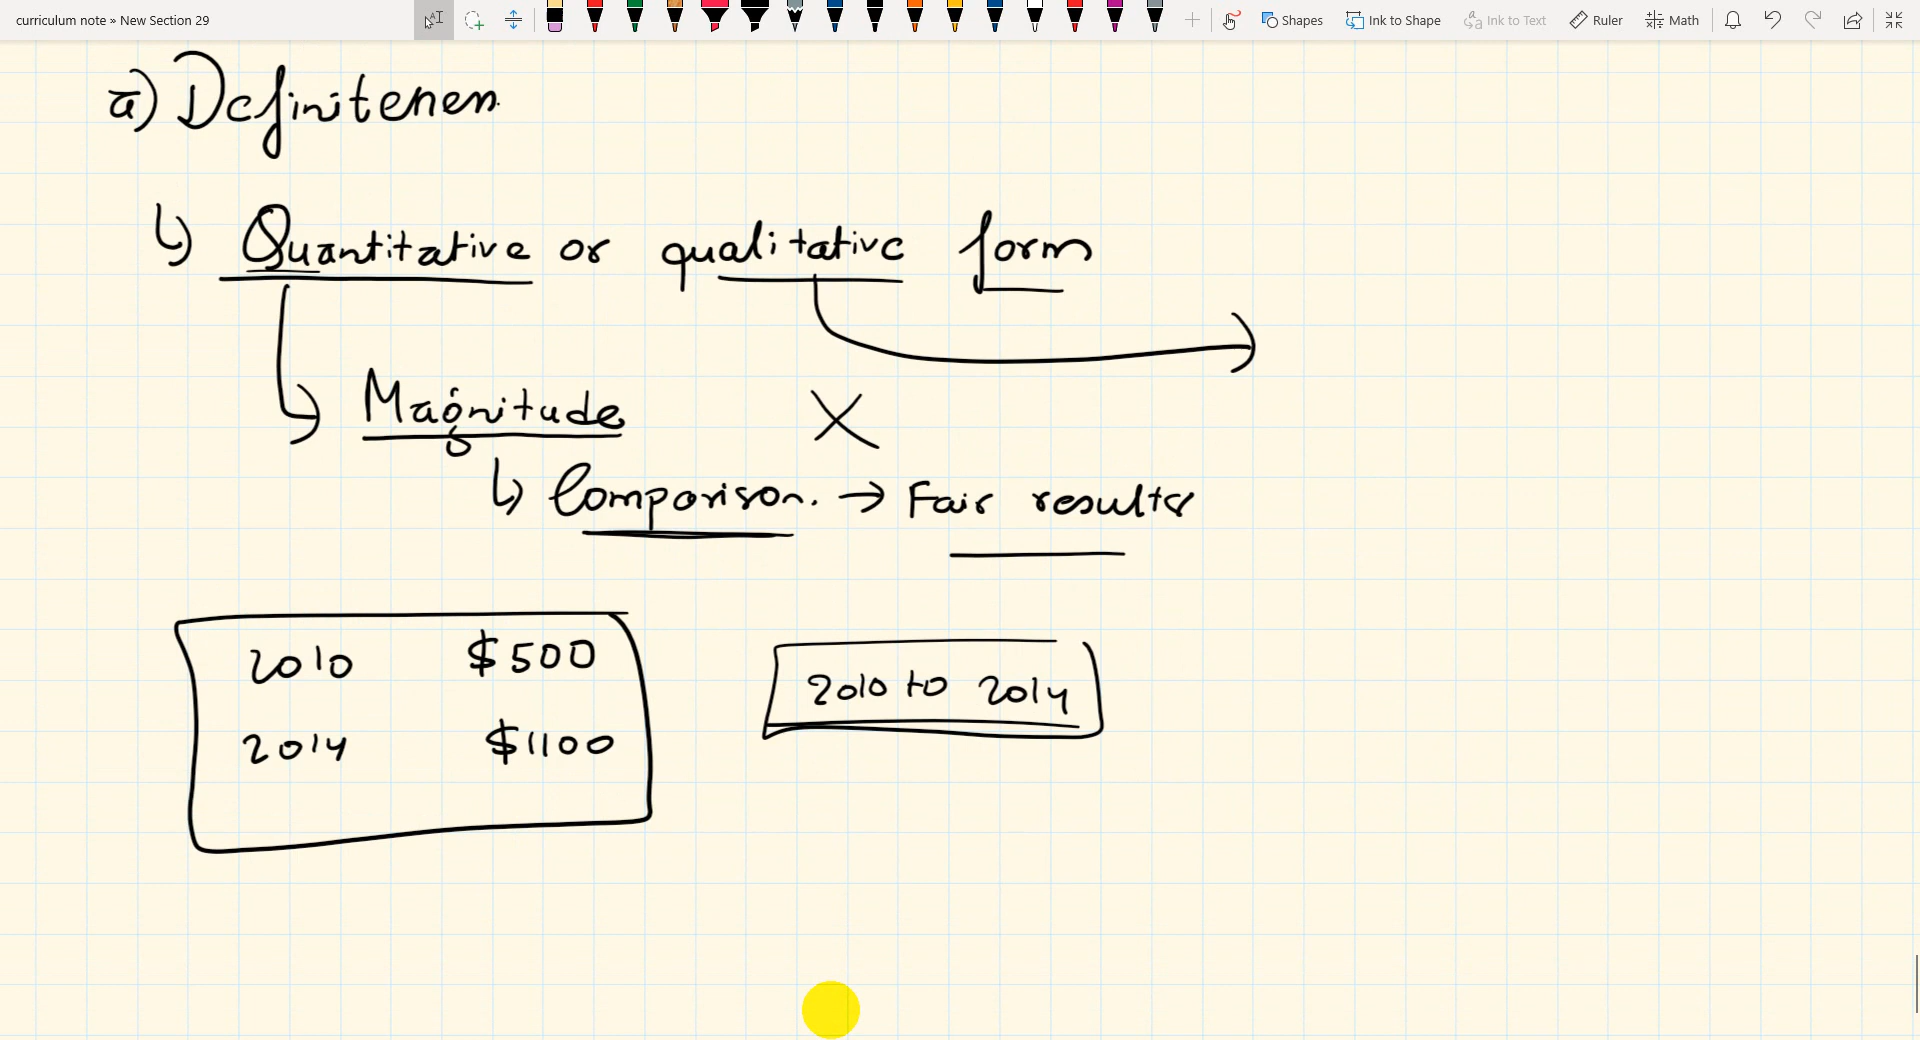 curriculum note » New Section 29
Shapes Ink to Shape Ink to Text Ruler Math
a) Definiteness
Quantitative or qualitative form
Magnitude X
Comparison. → Fair results
2010 $500
2014 $1100
2010 to 2014